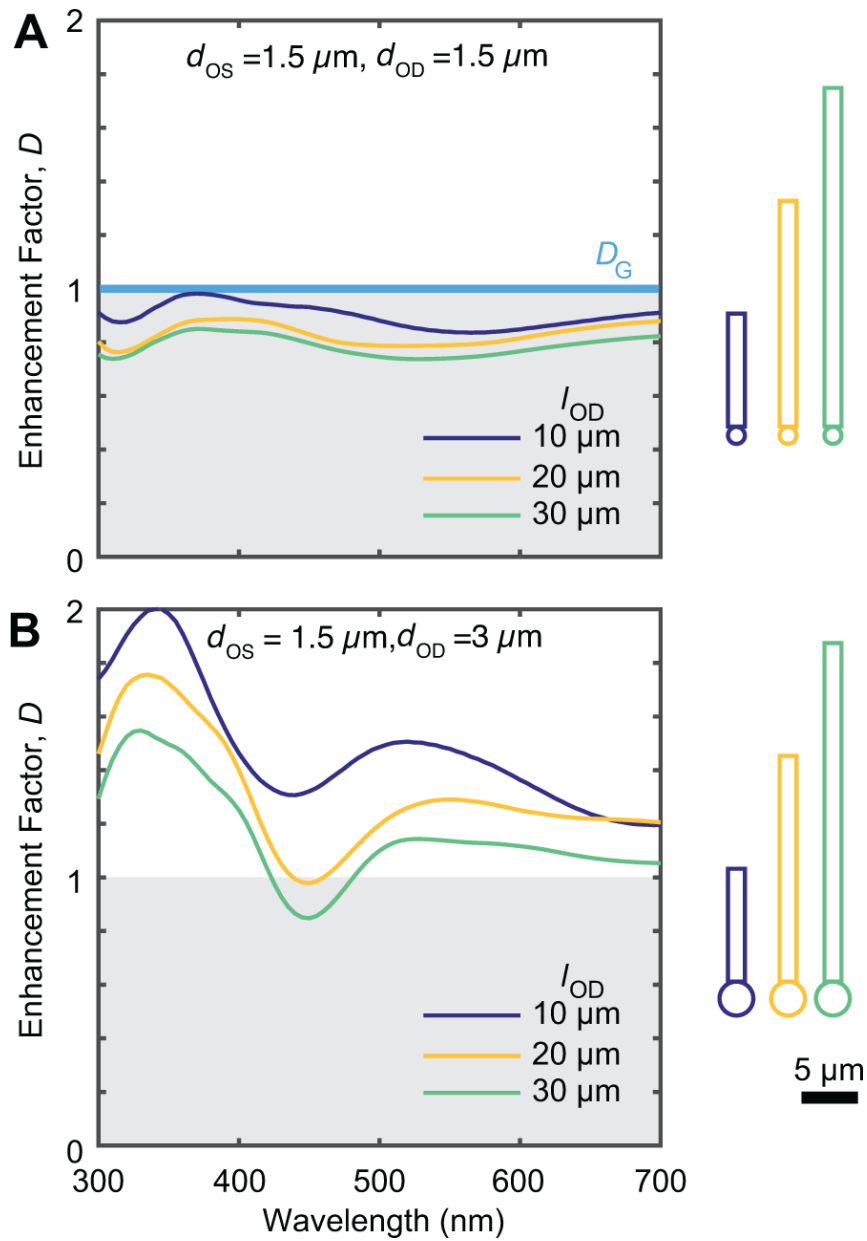 A
2
d_OS =1.5 µm, d_OD =1.5 µm
Enhancement Factor, D
D_G
1
l_OD
10 µm
20 µm
30 µm
0
B
2
d_OS = 1.5 µm,d_OD =3 µm
Enhancement Factor, D
1
l_OD
10 µm
20 µm
30 µm
5 µm
0
300 400 500 600 700
Wavelength (nm)